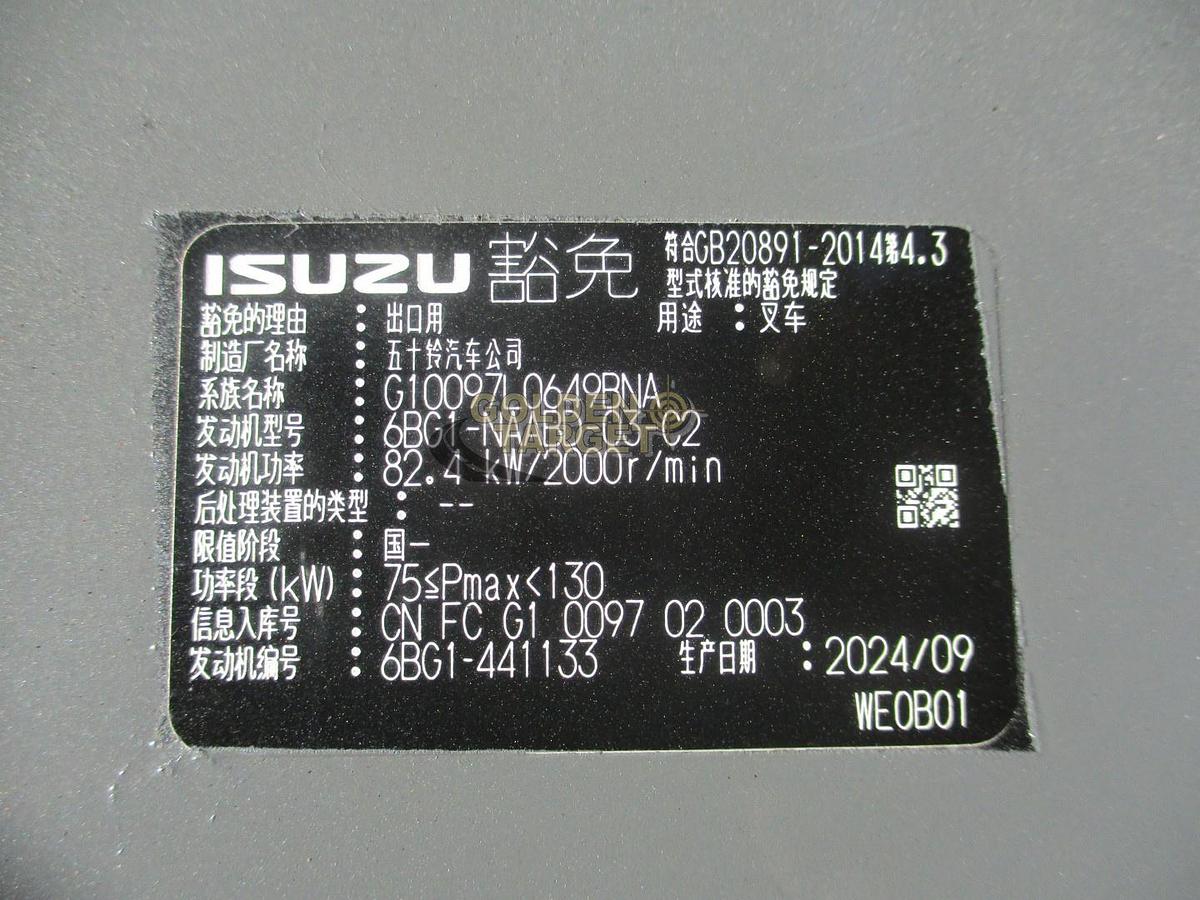 ISUZU 豁免 符合GB20891-2014第4.3
型式核准的豁免规定
豁免的理由 : 出口用 用途 : 叉车
制造厂名称 : 五十铃汽车公司
系族名称 : G10097L0649BNA
发动机型号 : 6BG1-NAABB-03-C2
GOLDEN TARGET
发动机功率 : 82.4 kW/2000r/min
后处理装置的类型 : --
限值阶段 : 国一
功率段(kW) : 75≦Pmax<130
信息入库号 : CN FC G1 0097 02 0003
发动机编号 : 6BG1-441133 生产日期 : 2024/09
WE0B01